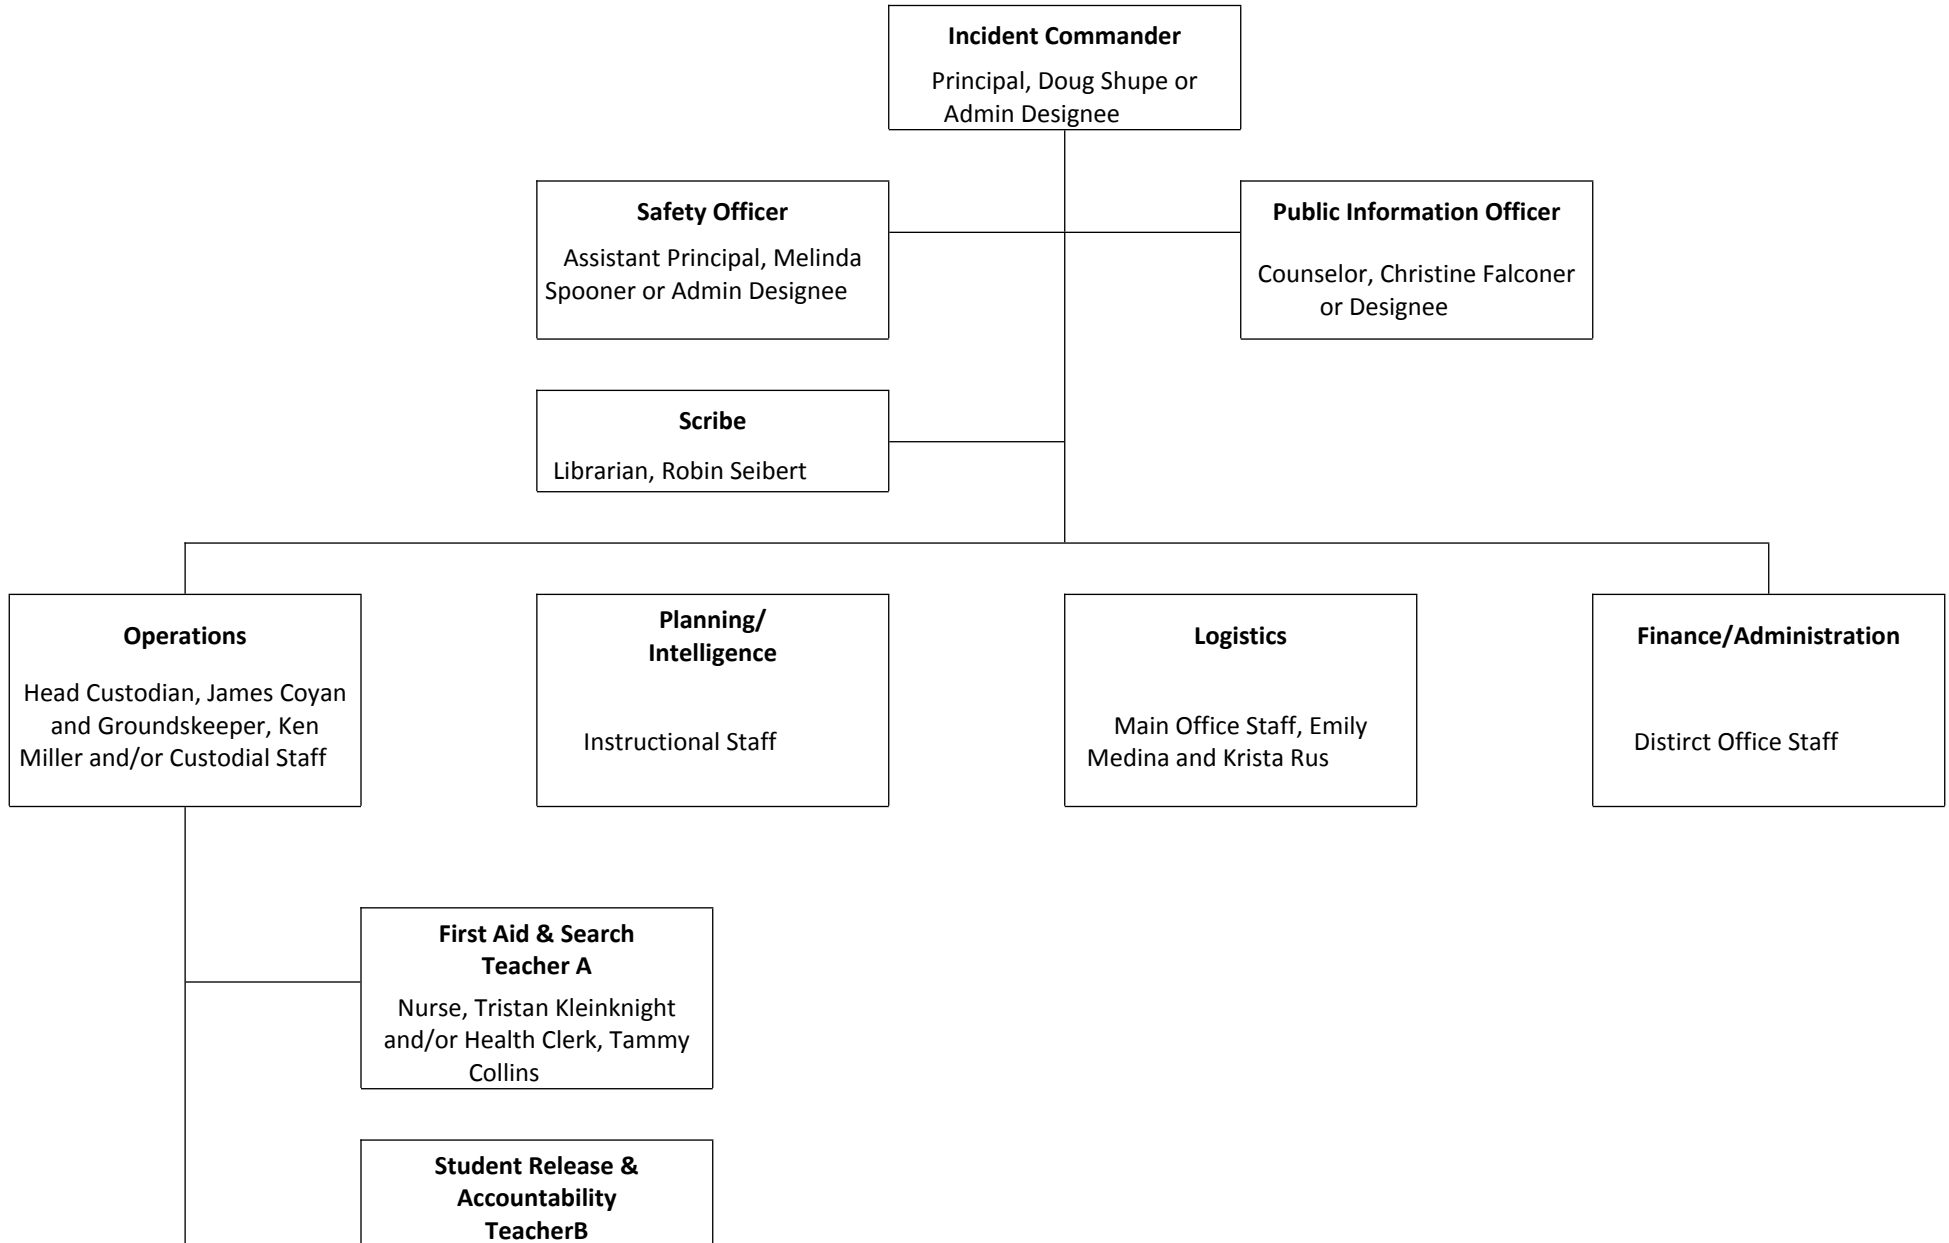 Incident Commander
Principal, Doug Shupe or
Admin Designee
Safety Officer
Assistant Principal, Melinda
Spooner or Admin Designee
Public Information Officer
Counselor, Christine Falconer
or Designee
Scribe
Librarian, Robin Seibert
Operations
Head Custodian, James Coyan
and Groundskeeper, Ken
Miller and/or Custodial Staff
Planning/
Intelligence
Instructional Staff
Logistics
Main Office Staff, Emily
Medina and Krista Rus
Finance/Administration
Distirct Office Staff
First Aid & Search
Teacher A
Nurse, Tristan Kleinknight
and/or Health Clerk, Tammy
Collins
Student Release &
Accountability
TeacherB